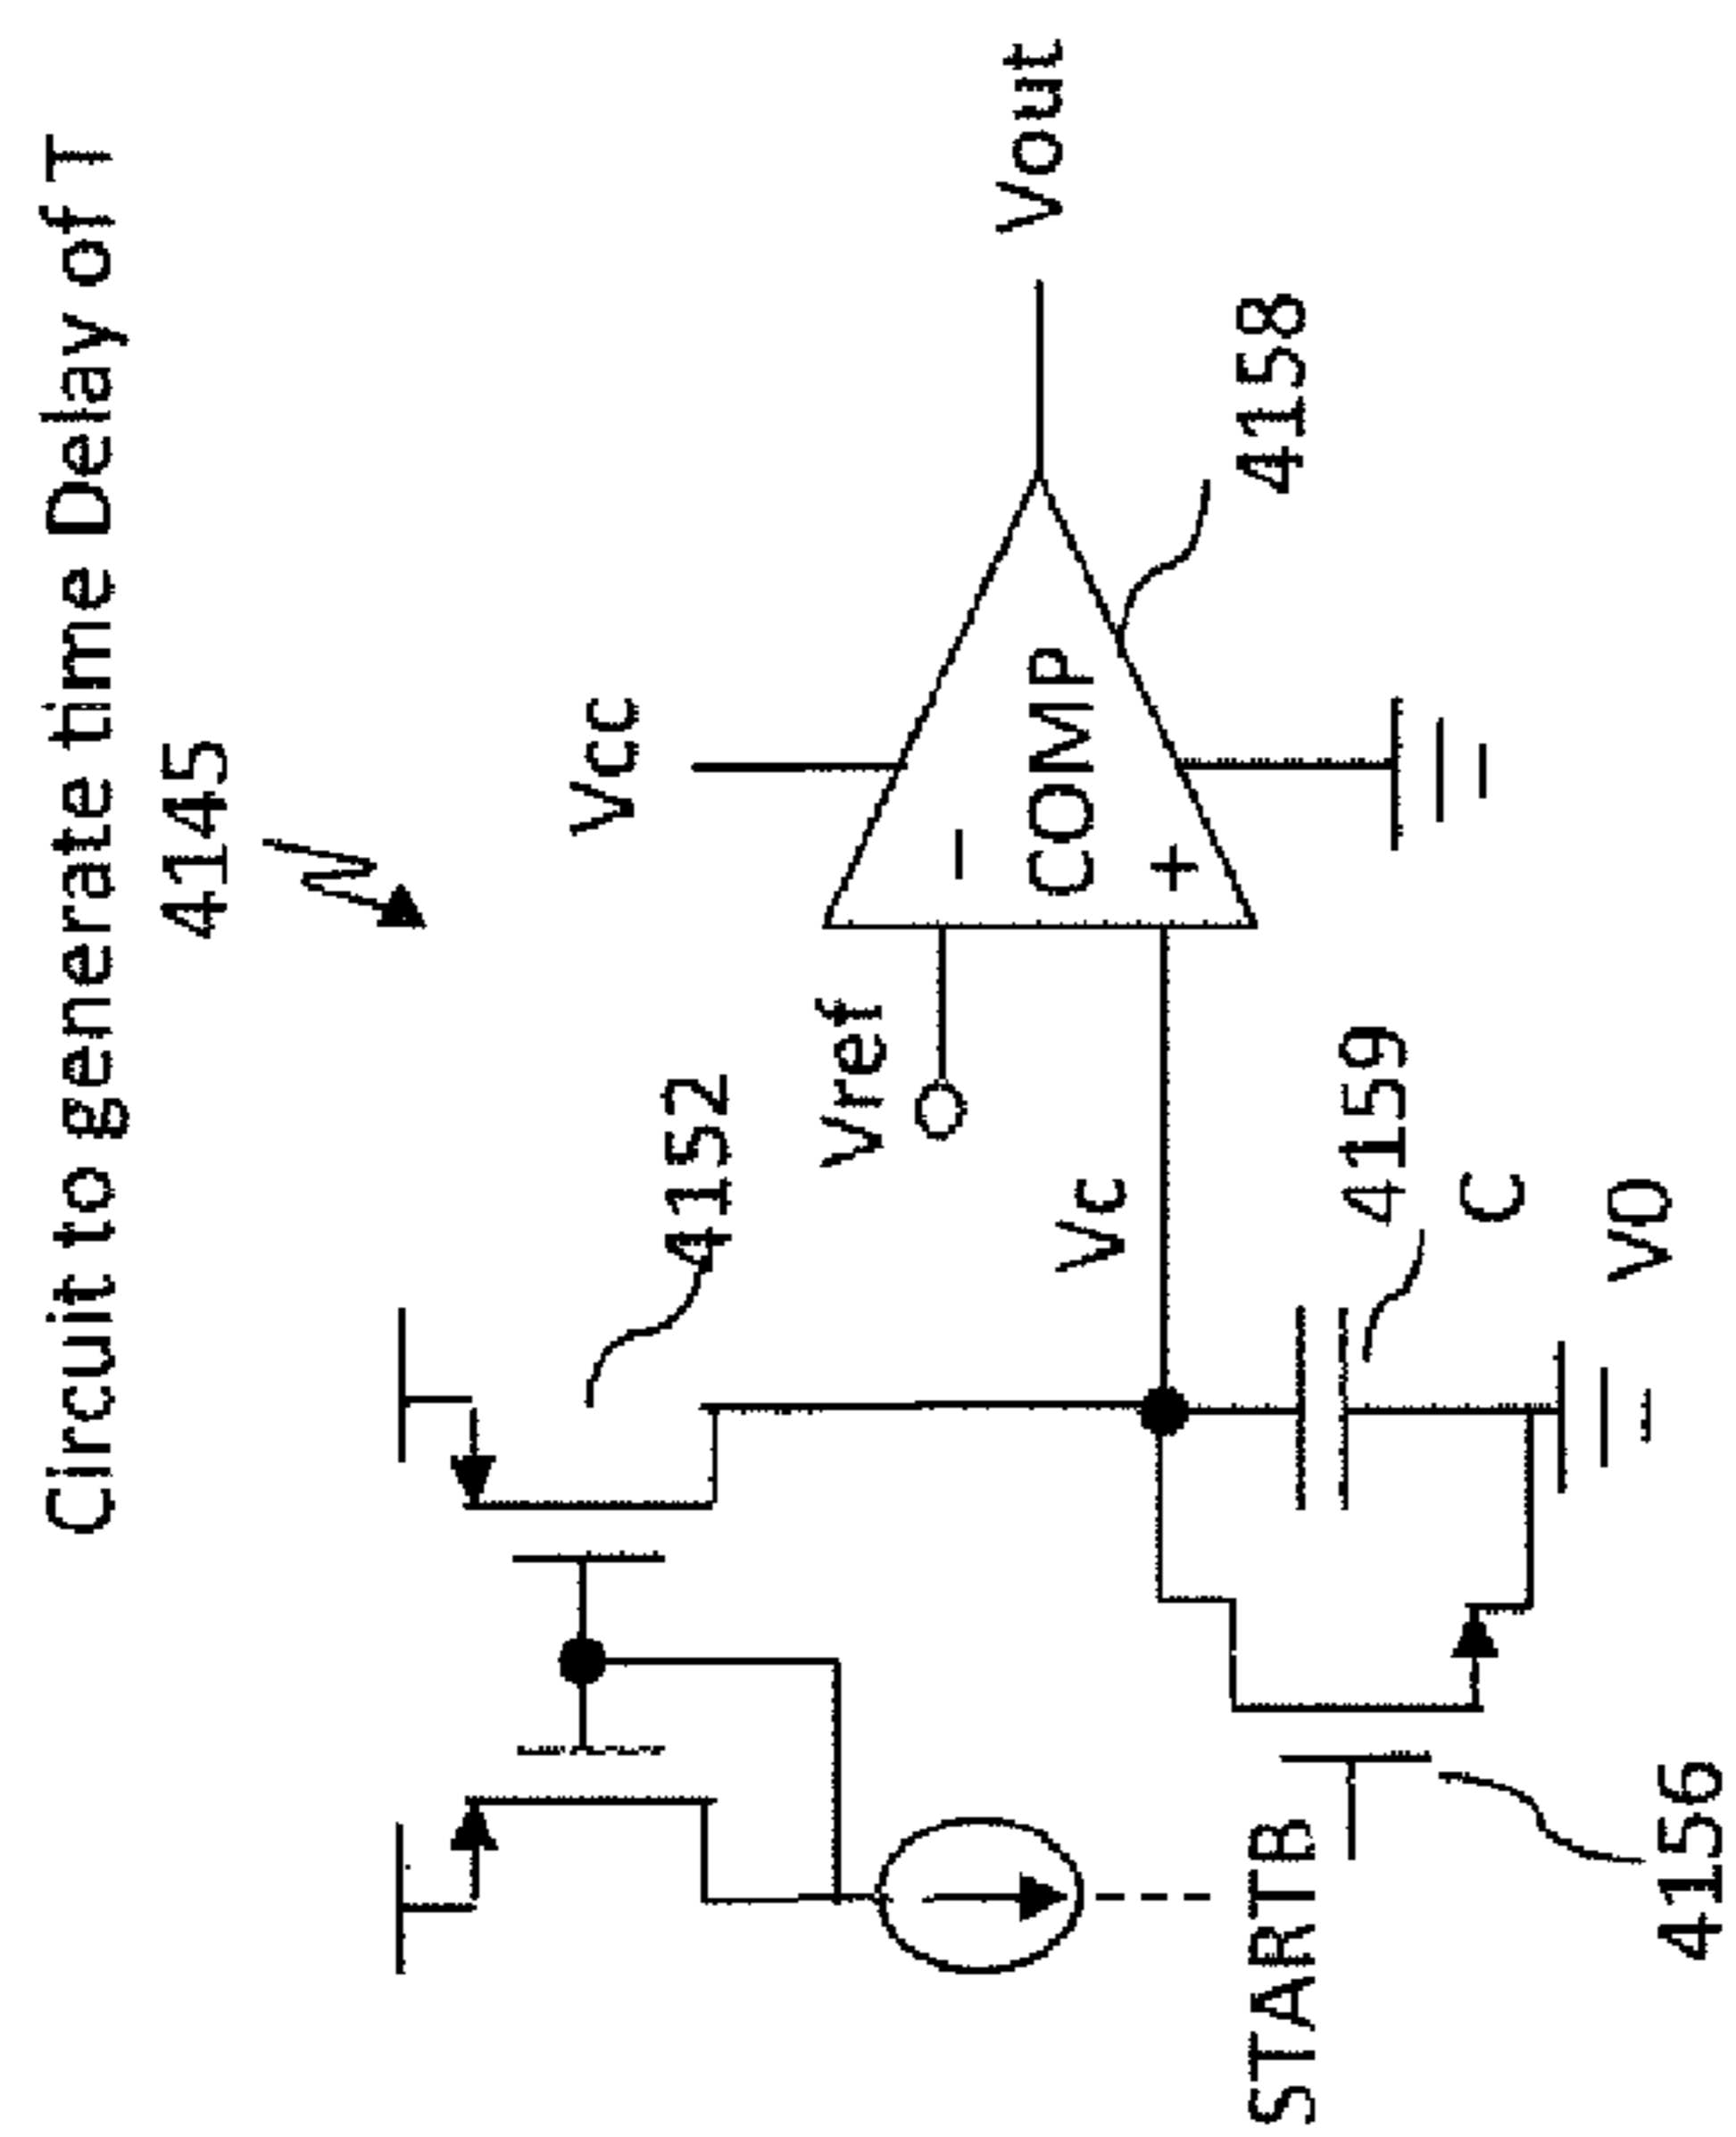 Circuit to generate time Delay of T
4145
4152
Vcc
Vref
Vout
COMP
-
+
4158
Vc
4159
C
V0
STARTB
4156